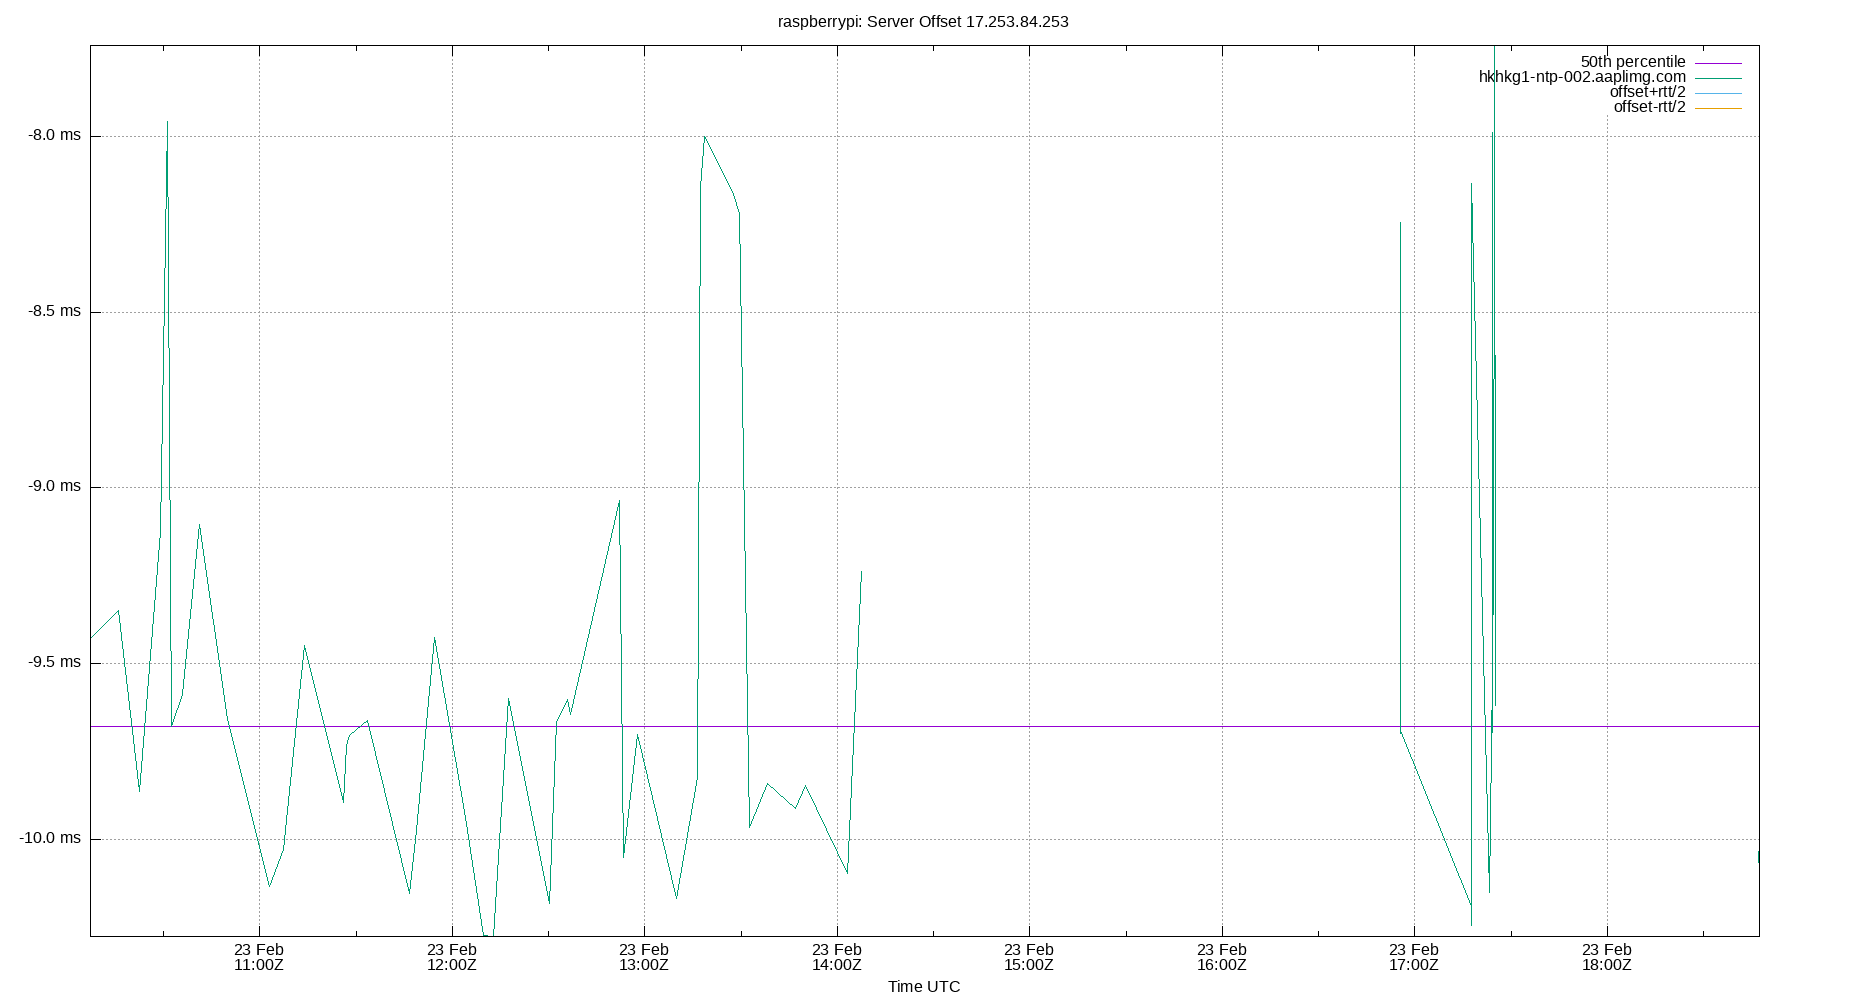 raspberrypi: Server Offset 17.253.84.253
50th percentile
hkhkg1-ntp-002.aaplimg.com
offset+rtt/2
offset-rtt/2
-8.0 ms
-8.5 ms
-9.0 ms
-9.5 ms
-10.0 ms
23 Feb 23 Feb 23 Feb 23 Feb 23 Feb 23 Feb 23 Feb 23 Feb
11:00Z 12:00Z 13:00Z 14:00Z 15:00Z 16:00Z 17:00Z 18:00Z
Time UTC